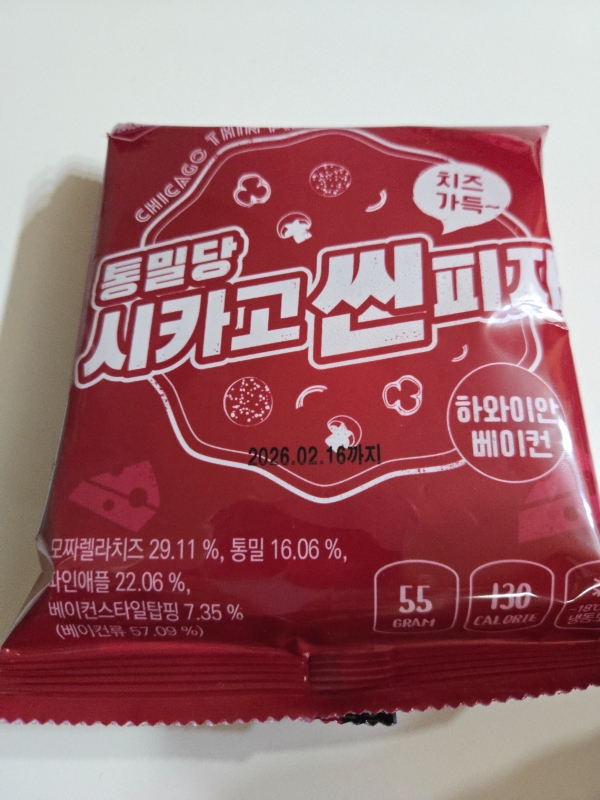 CHICAGO THIN
치즈
가득~
통밀당
시카고 씬 피자
하와이안
베이컨
2026.02.16까지
모짜렐라치즈 29.11 %, 통밀 16.06 %,
파인애플 22.06 %,
베이컨스타일탑핑 7.35 %
(베이컨류 57.09 %)
55
GRAM
130
CALORIE
-18℃